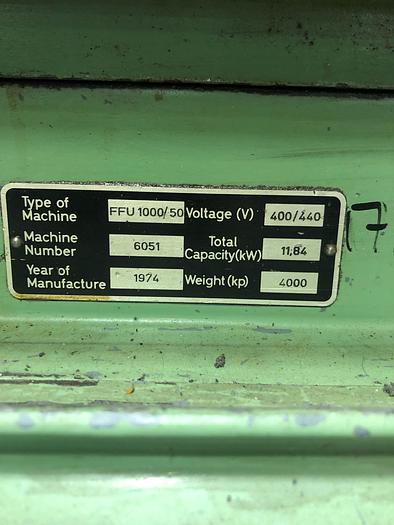 Type of Machine FFU 1000/50 Voltage (V) 400/440
Machine Number 6051 Total Capacity(kW) 11,84
Year of Manufacture 1974 Weight(kp) 4000
17